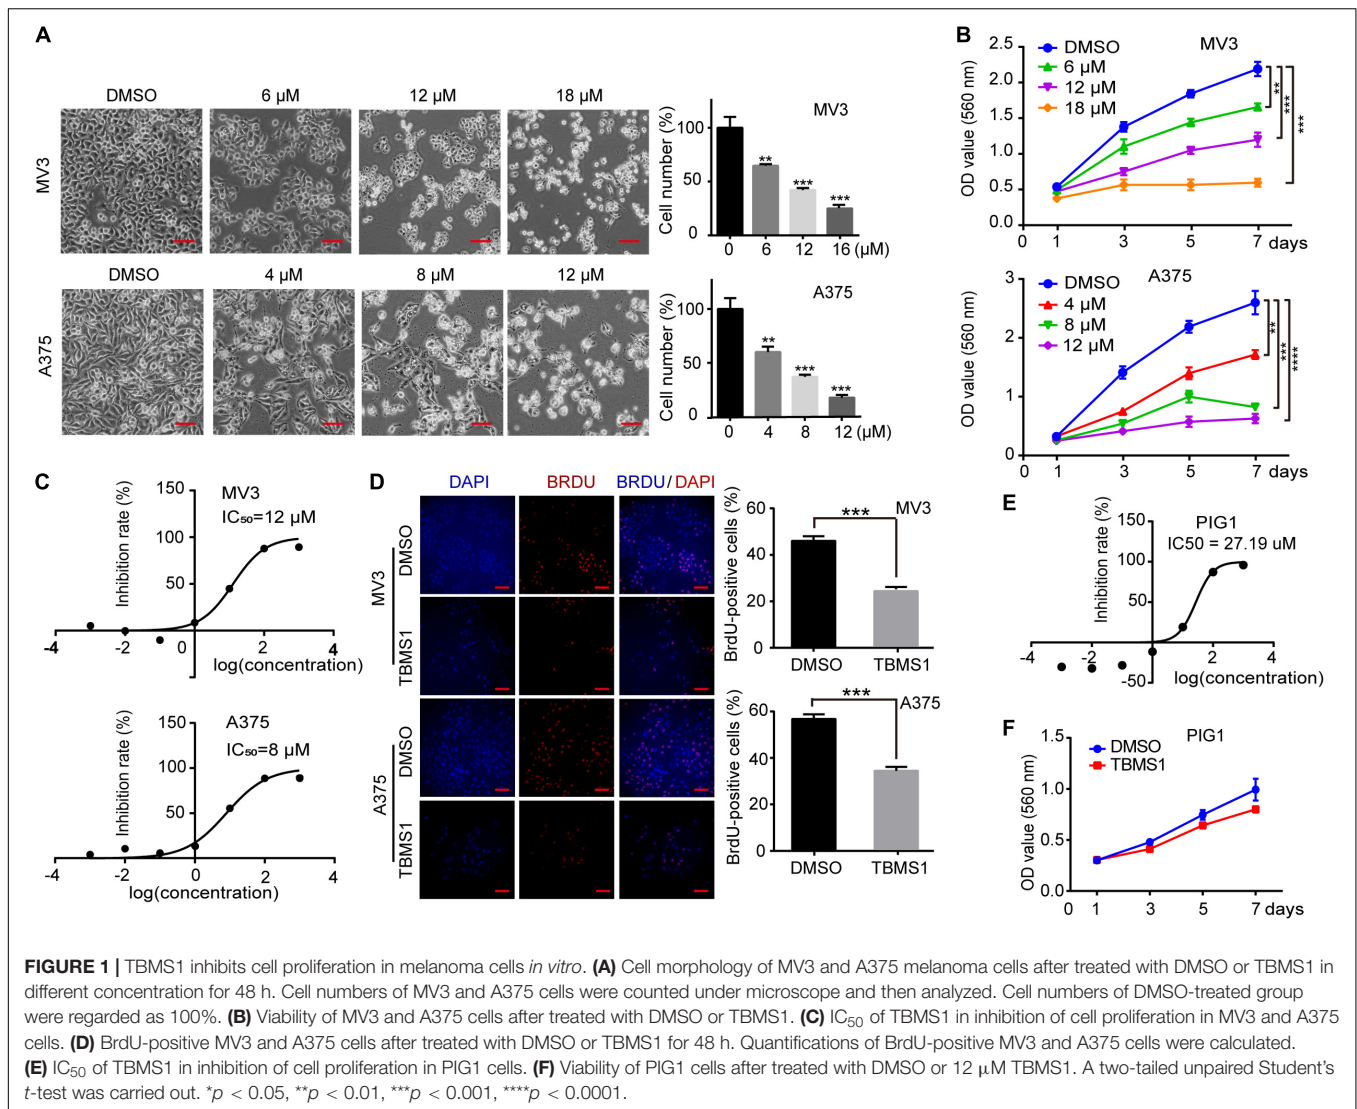 A
DMSO 6 µM 12 µM 18 µM
MV3
DMSO 4 µM 8 µM 12 µM
A375
MV3
Cell number (%)
100
50
0
** *** ***
0 6 12 16 (µM)
A375
Cell number (%)
100
50
0
** *** ***
0 4 8 12 (µM)
B
MV3
OD value (560 nm)
2.5
2.0
1.5
1.0
0.5
0.0
DMSO
6 µM
12 µM
18 µM
** *** ***
0 1 3 5 7 days
A375
OD value (560 nm)
3
2
1
0
DMSO
4 µM
8 µM
12 µM
** *** ****
0 1 3 5 7 days
C
MV3
IC₅₀=12 µM
Inhibition rate (%)
150
100
50
-4 -2 0 2 4
log(concentration)
A375
IC₅₀=8 µM
Inhibition rate (%)
150
100
50
-4 -2 0 2 4
log(concentration)
D
DAPI BRDU BRDU/DAPI
MV3
DMSO
TBMS1
A375
DMSO
TBMS1
MV3
BrdU-positive cells (%)
60
40
20
0
***
DMSO TBMS1
A375
BrdU-positive cells (%)
60
40
20
0
***
DMSO TBMS1
E
PIG1
IC50 = 27.19 uM
Inhibition rate (%)
150
100
50
-50
-4 -2 0 2 4
log(concentration)
F
PIG1
OD value (560 nm)
1.5
1.0
0.5
0.0
DMSO
TBMS1
0 1 3 5 7 days
FIGURE 1 | TBMS1 inhibits cell proliferation in melanoma cells in vitro. (A) Cell morphology of MV3 and A375 melanoma cells after treated with DMSO or TBMS1 in
different concentration for 48 h. Cell numbers of MV3 and A375 cells were counted under microscope and then analyzed. Cell numbers of DMSO-treated group
were regarded as 100%. (B) Viability of MV3 and A375 cells after treated with DMSO or TBMS1. (C) IC₅₀ of TBMS1 in inhibition of cell proliferation in MV3 and A375
cells. (D) BrdU-positive MV3 and A375 cells after treated with DMSO or TBMS1 for 48 h. Quantifications of BrdU-positive MV3 and A375 cells were calculated.
(E) IC₅₀ of TBMS1 in inhibition of cell proliferation in PIG1 cells. (F) Viability of PIG1 cells after treated with DMSO or 12 µM TBMS1. A two-tailed unpaired Student's
t-test was carried out. *p < 0.05, **p < 0.01, ***p < 0.001, ****p < 0.0001.